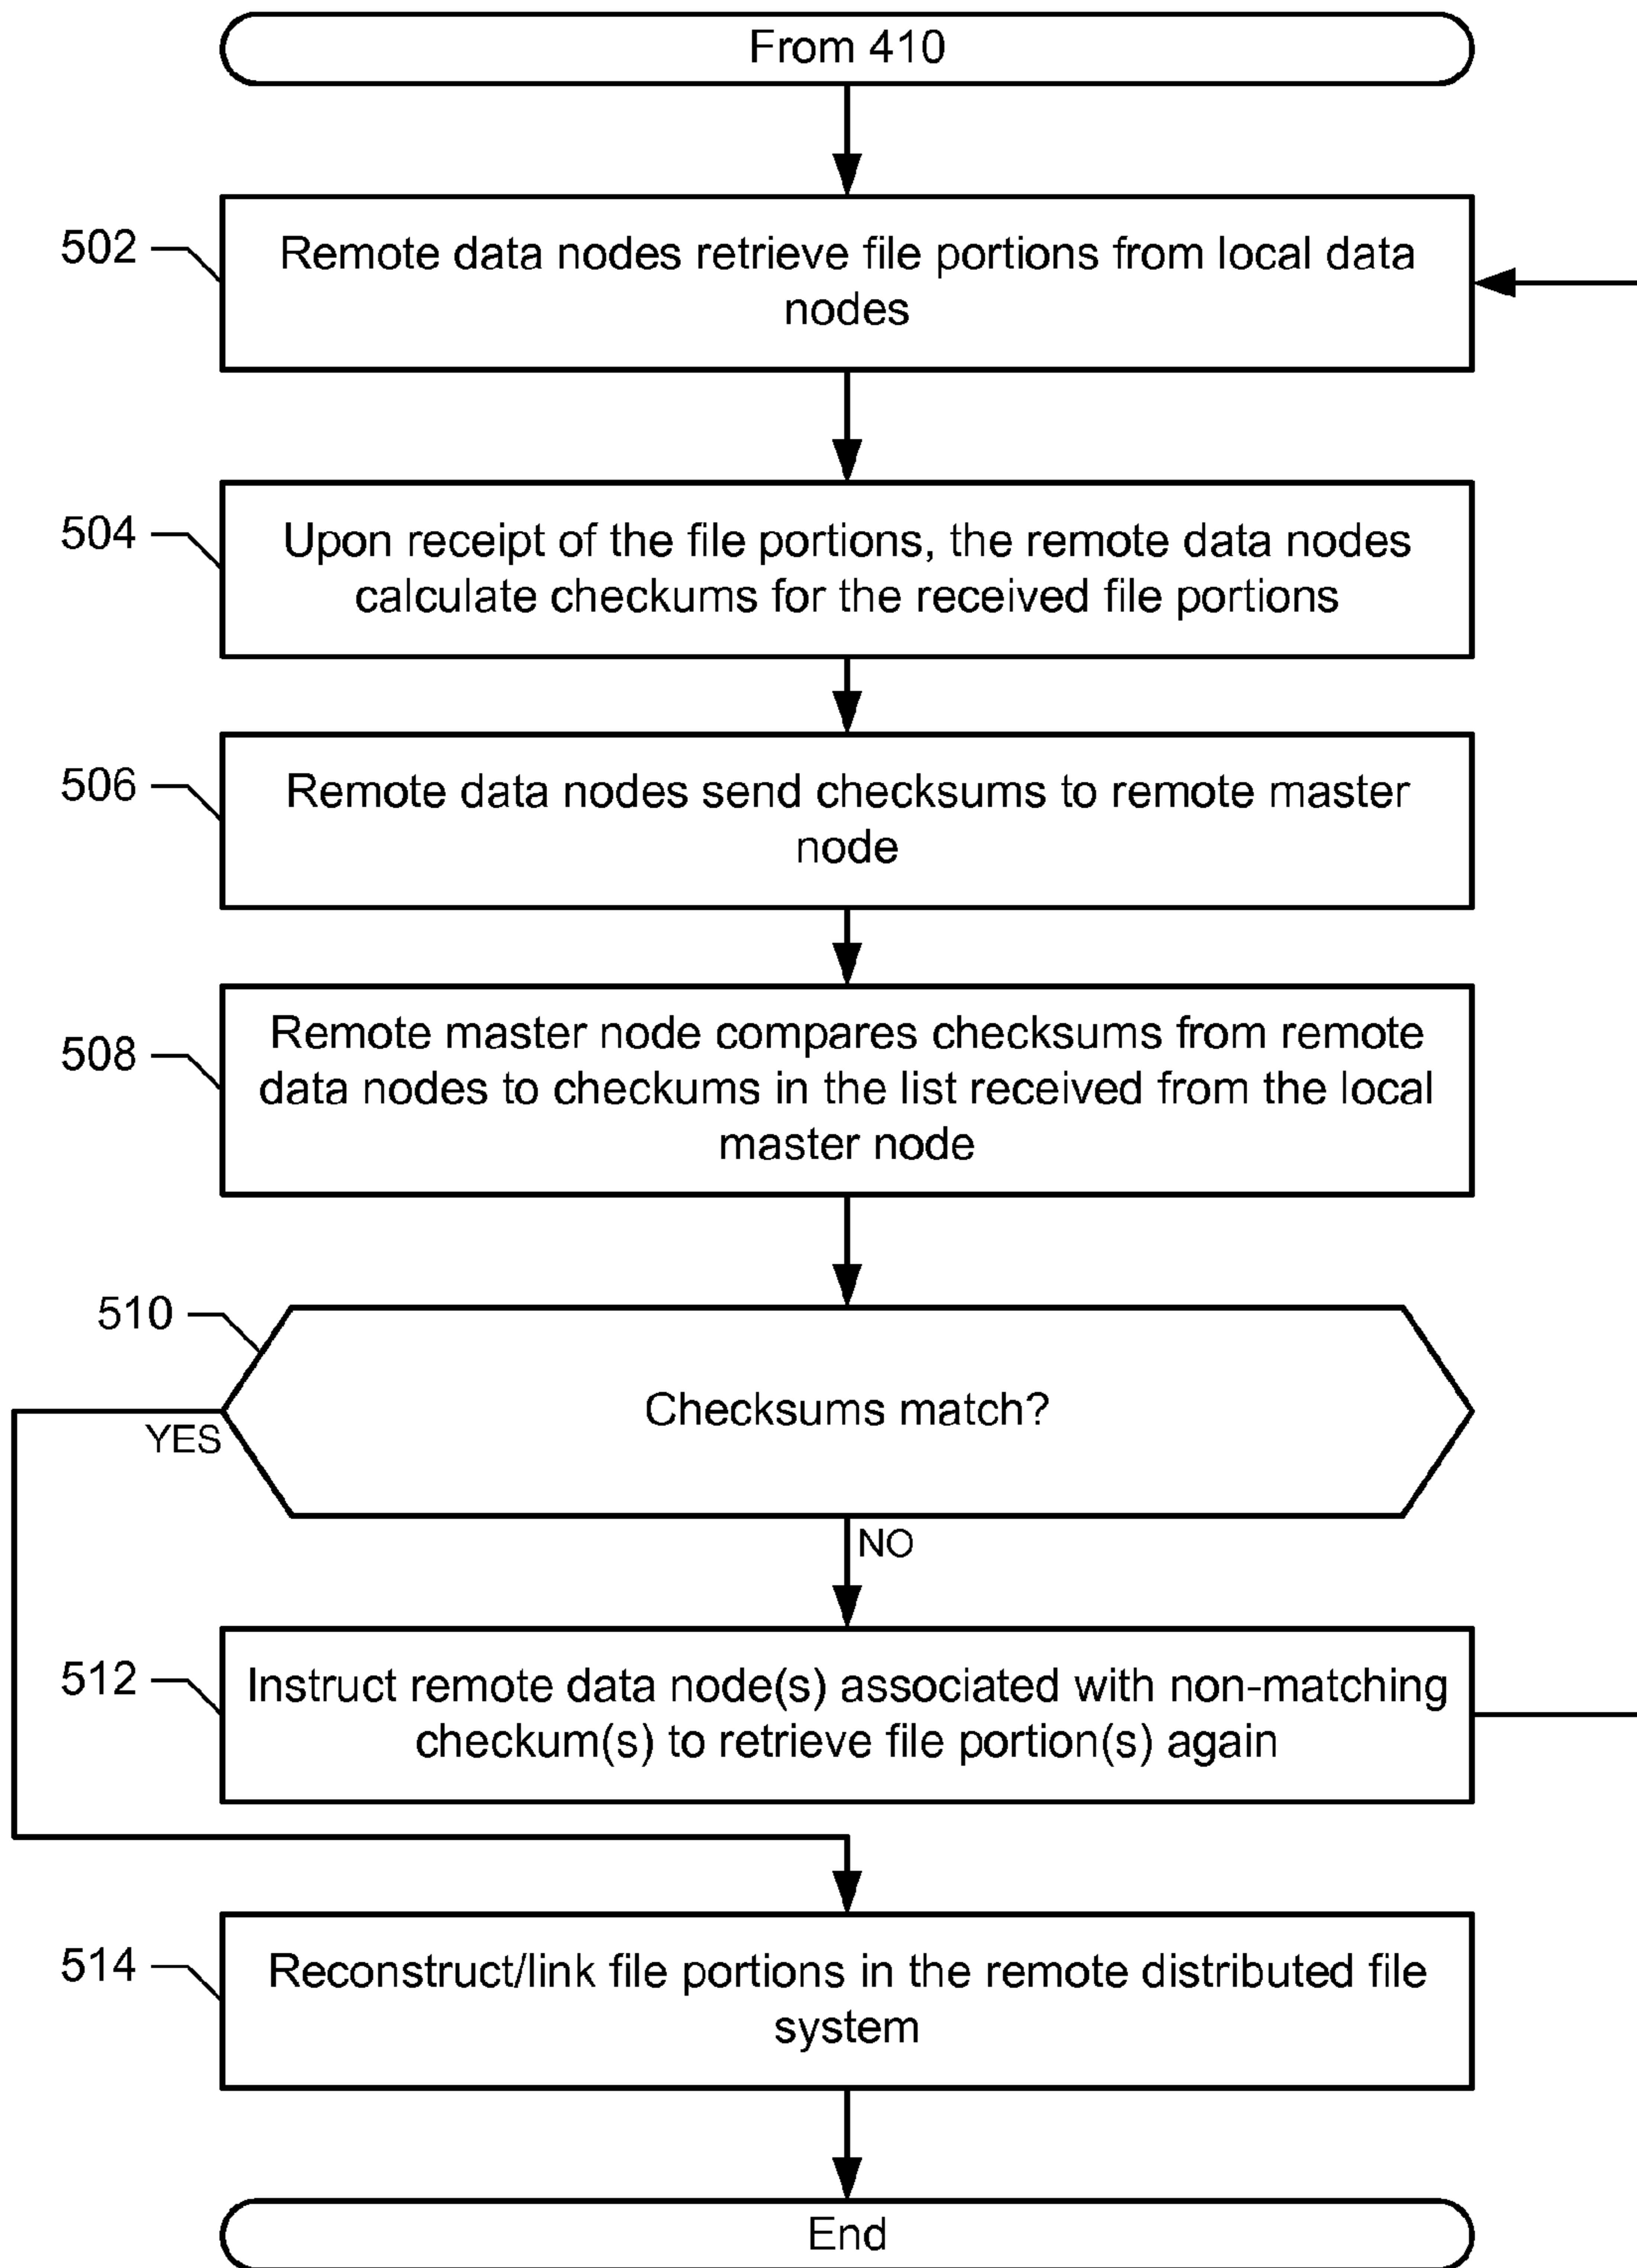 From 410
502
Remote data nodes retrieve file portions from local data
nodes
504
Upon receipt of the file portions, the remote data nodes
calculate checkums for the received file portions
506
Remote data nodes send checksums to remote master
node
508
Remote master node compares checksums from remote
data nodes to checkums in the list received from the local
master node
510
Checksums match?
YES
NO
512
Instruct remote data node(s) associated with non-matching
checkum(s) to retrieve file portion(s) again
514
Reconstruct/link file portions in the remote distributed file
system
End